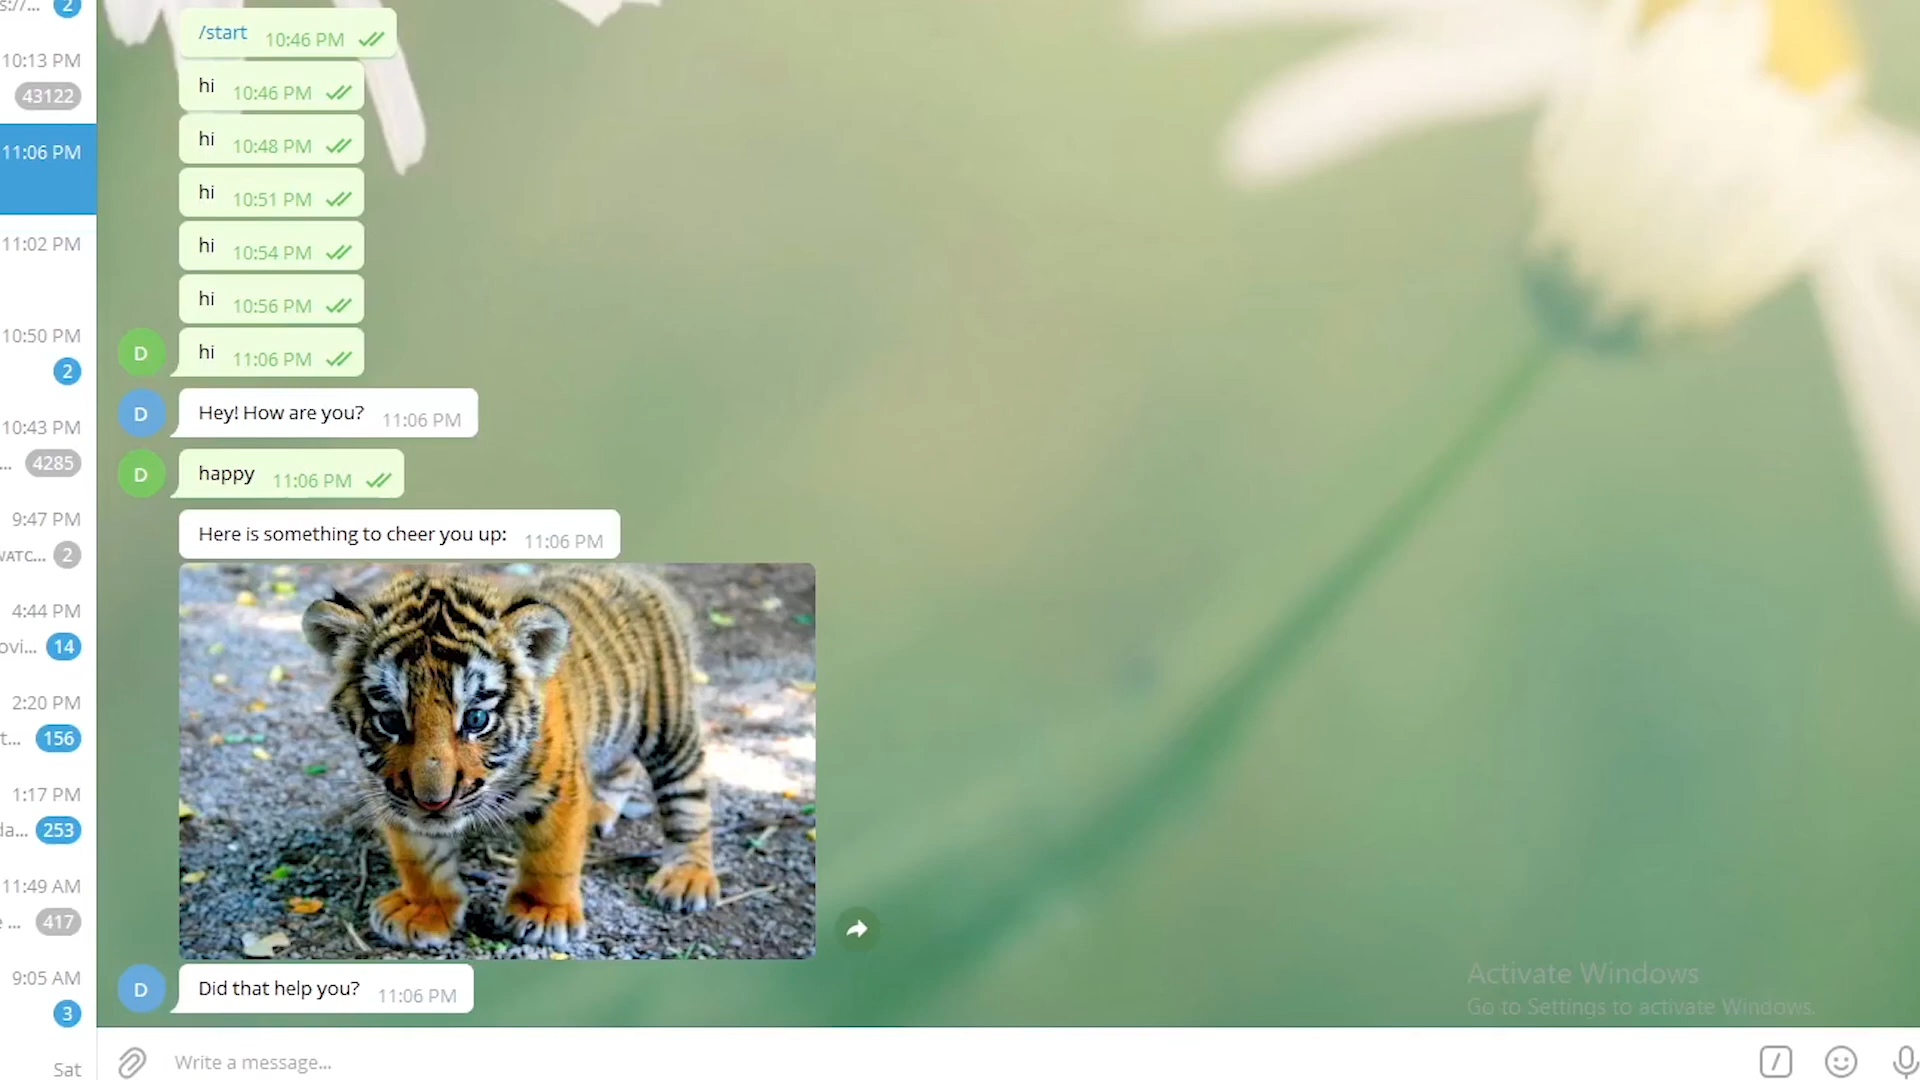 s://... 2
10:13 PM
43122
11:06 PM
11:02 PM
10:50 PM
2
10:43 PM
... 4285
9:47 PM
WATC... 2
4:44 PM
ovi... 14
2:20 PM
t... 156
1:17 PM
da... 253
11:49 AM
e ... 417
9:05 AM
3
Sat
/start 10:46 PM
hi 10:46 PM
hi 10:48 PM
hi 10:51 PM
hi 10:54 PM
hi 10:56 PM
D hi 11:06 PM
D Hey! How are you? 11:06 PM
D happy 11:06 PM
Here is something to cheer you up: 11:06 PM
D Did that help you? 11:06 PM
Activate Windows
Go to Settings to activate Windows.
Write a message...